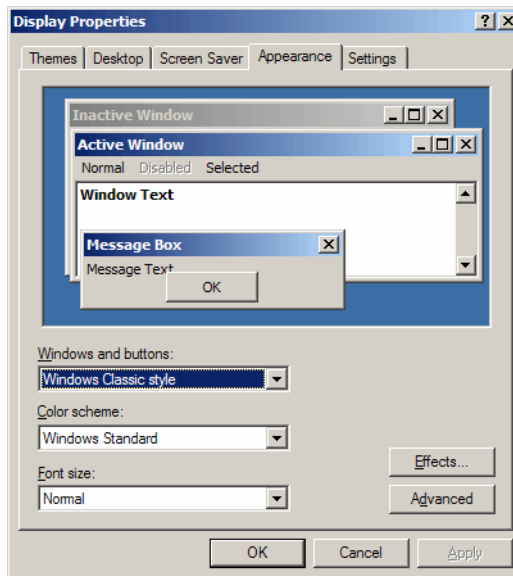 Display Properties
Themes Desktop Screen Saver Appearance Settings
Inactive Window
Active Window
Normal Disabled Selected
Window Text
Message Box
Message Text
OK
Windows and buttons:
Windows Classic style
Color scheme:
Windows Standard
Effects...
Font size:
Normal
Advanced
OK Cancel Apply